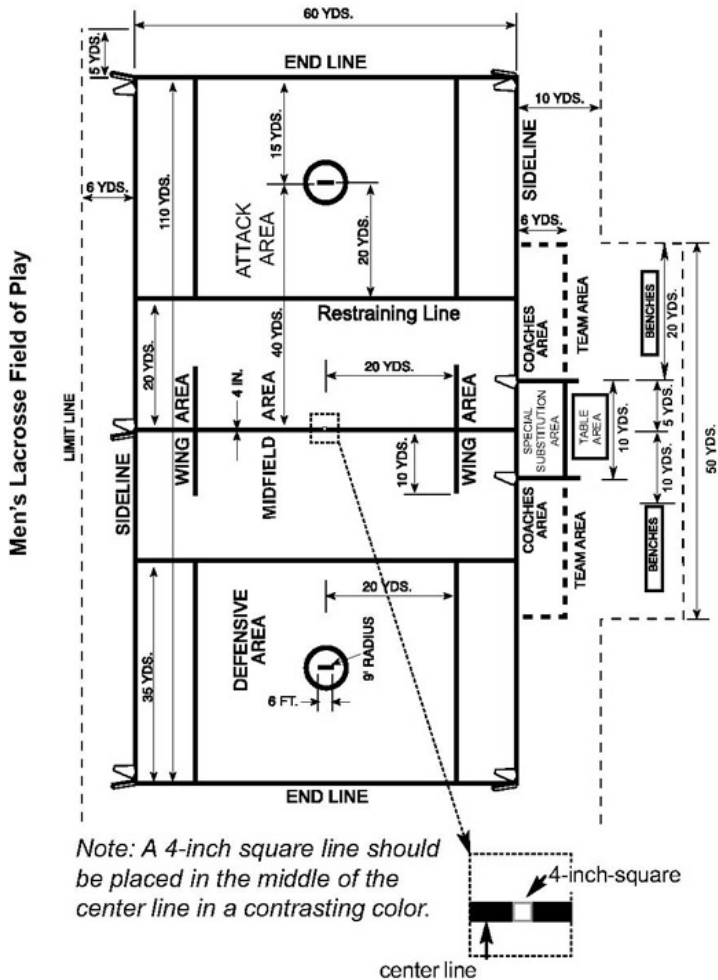 Men's Lacrosse Field of Play
60 YDS.
5 YDS.
END LINE
10 YDS.
15 YDS.
SIDELINE
6 YDS.
6 YDS.
110 YDS.
ATTACK
AREA
20 YDS.
Restraining Line
COACHES
AREA
TEAM AREA
BENCHES
20 YDS.
20 YDS.
40 YDS.
4 IN.
20 YDS.
LIMIT LINE
WING
AREA
MIDFIELD
AREA
WING
AREA
SPECIAL
SUBSTITUTION
AREA
TABLE
AREA
10 YDS.
5 YDS.
10 YDS.
50 YDS.
SIDELINE
10 YDS.
COACHES
AREA
TEAM AREA
BENCHES
20 YDS.
DEFENSIVE
AREA
35 YDS.
9' RADIUS
6 FT.
END LINE
Note: A 4-inch square line should
be placed in the middle of the
center line in a contrasting color.
4-inch-square
center line